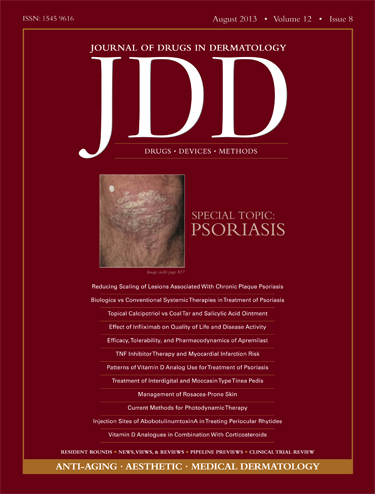 ISSN: 1545 9616
August 2013 • Volume 12 • Issue 8
JOURNAL OF DRUGS IN DERMATOLOGY
JDD
DRUGS • DEVICES • METHODS
SPECIAL TOPIC:
PSORIASIS
Image credit page 857
Reducing Scaling of Lesions Associated With Chronic Plaque Psoriasis
Biologics vs Conventional Systemic Therapies in Treatment of Psoriasis
Topical Calcipotriol vs Coal Tar and Salicylic Acid Ointment
Effect of Infliximab on Quality of Life and Disease Activity
Efficacy, Tolerability, and Pharmacodynamics of Apremilast
TNF Inhibitor Therapy and Myocardial Infarction Risk
Patterns of Vitamin D Analog Use for Treatment of Psoriasis
Treatment of Interdigital and Moccasin Type Tinea Pedis
Management of Rosacea-Prone Skin
Current Methods for Photodynamic Therapy
Injection Sites of AbobotulinumtoxinA in Treating Periocular Rhytides
Vitamin D Analogues in Combination With Corticosteroids
RESIDENT ROUNDS • NEWS, VIEWS, & REVIEWS • PIPELINE PREVIEWS • CLINICAL TRIAL REVIEW
ANTI-AGING · AESTHETIC · MEDICAL DERMATOLOGY